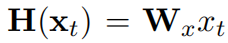 H(x_t) = W_x x_t